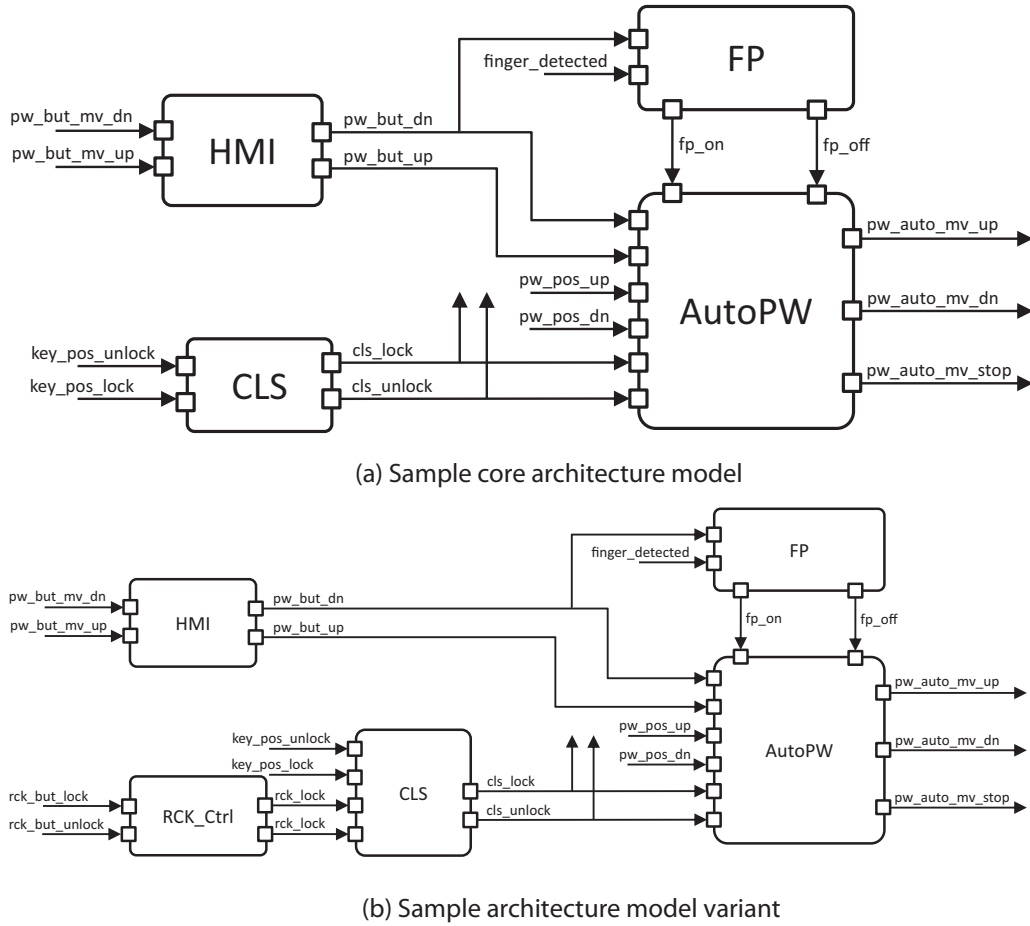 FP
finger_detected
pw_but_mv_dn
pw_but_mv_up
HMI
pw_but_dn
pw_but_up
fp_on
fp_off
pw_pos_up
pw_pos_dn
AutoPW
pw_auto_mv_up
pw_auto_mv_dn
pw_auto_mv_stop
key_pos_unlock
key_pos_lock
CLS
cls_lock
cls_unlock
(a) Sample core architecture model
FP
finger_detected
pw_but_mv_dn
pw_but_mv_up
HMI
pw_but_dn
pw_but_up
fp_on
fp_off
pw_pos_up
pw_pos_dn
AutoPW
pw_auto_mv_up
pw_auto_mv_dn
pw_auto_mv_stop
key_pos_unlock
key_pos_lock
rck_but_lock
rck_but_unlock
RCK_Ctrl
rck_lock
rck_lock
CLS
cls_lock
cls_unlock
(b) Sample architecture model variant